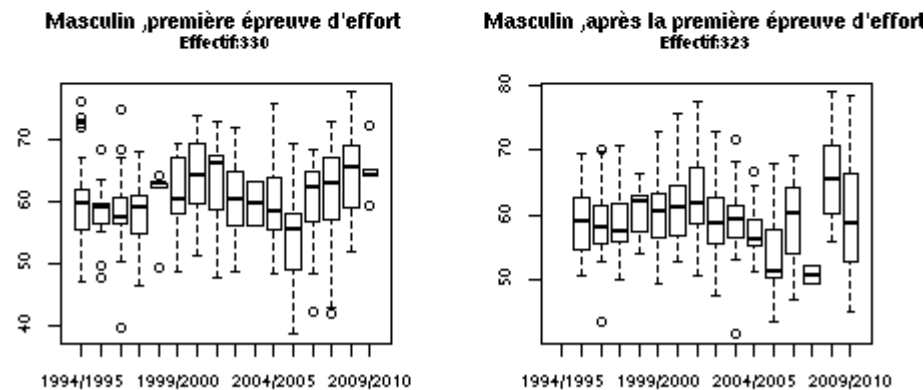 Masculin ,première épreuve d'effort
Effectif:330
70
60
50
40
1994/1995 1999/2000 2004/2005 2009/2010
Masculin ,après la première épreuve d'effort
Effectif:323
80
70
60
50
1994/1995 1999/2000 2004/2005 2009/2010